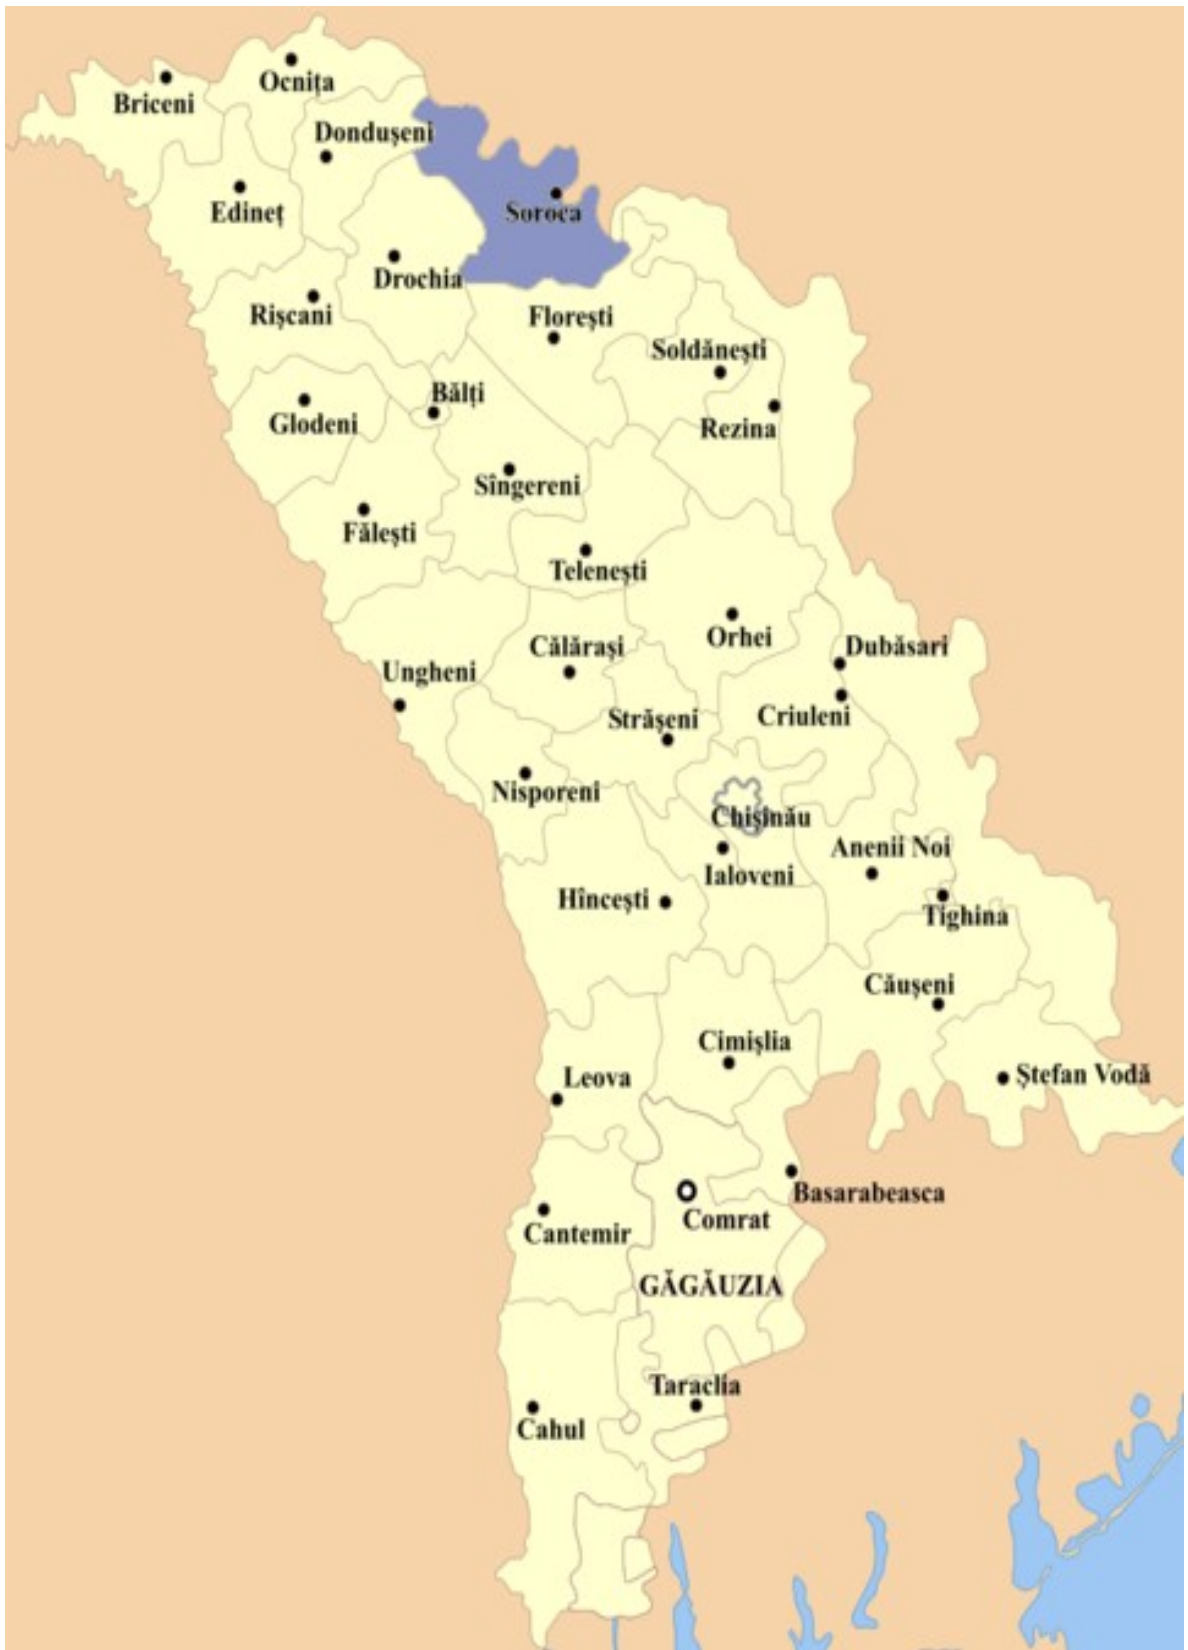 Ocnița
Briceni
Dondușeni
Edineț
Soroca
Drochia
Rișcani
Florești
Soldănești
Bălți
Glodeni
Rezina
Sîngereni
Fălești
Telenești
Orhei
Călărași
Dubăsari
Ungheni
Criuleni
Strășeni
Nisporeni
Chișinău
Anenii Noi
Ialoveni
Hîncești
Tighina
Căușeni
Cimișlia
Leova
Ștefan Vodă
Basarabeasca
Comrat
Cantemir
GĂGĂUZIA
Taraclia
Cahul